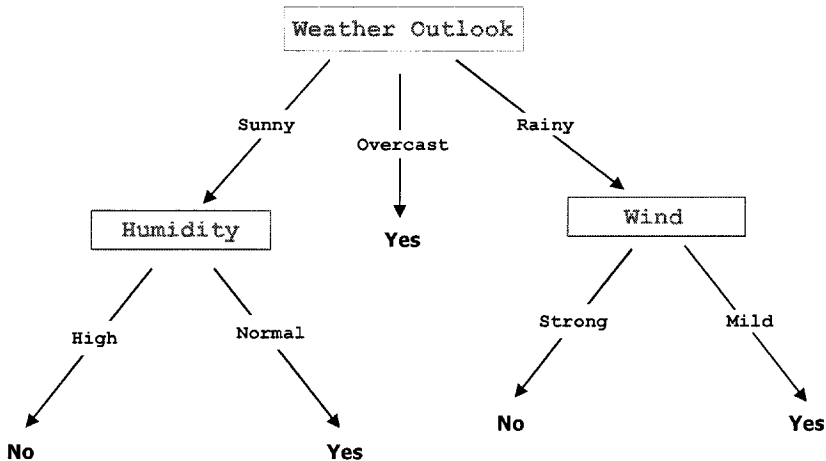 Weather Outlook
Sunny
Overcast
Rainy
Humidity
Yes
Wind
High
Normal
Strong
Mild
No
Yes
No
Yes